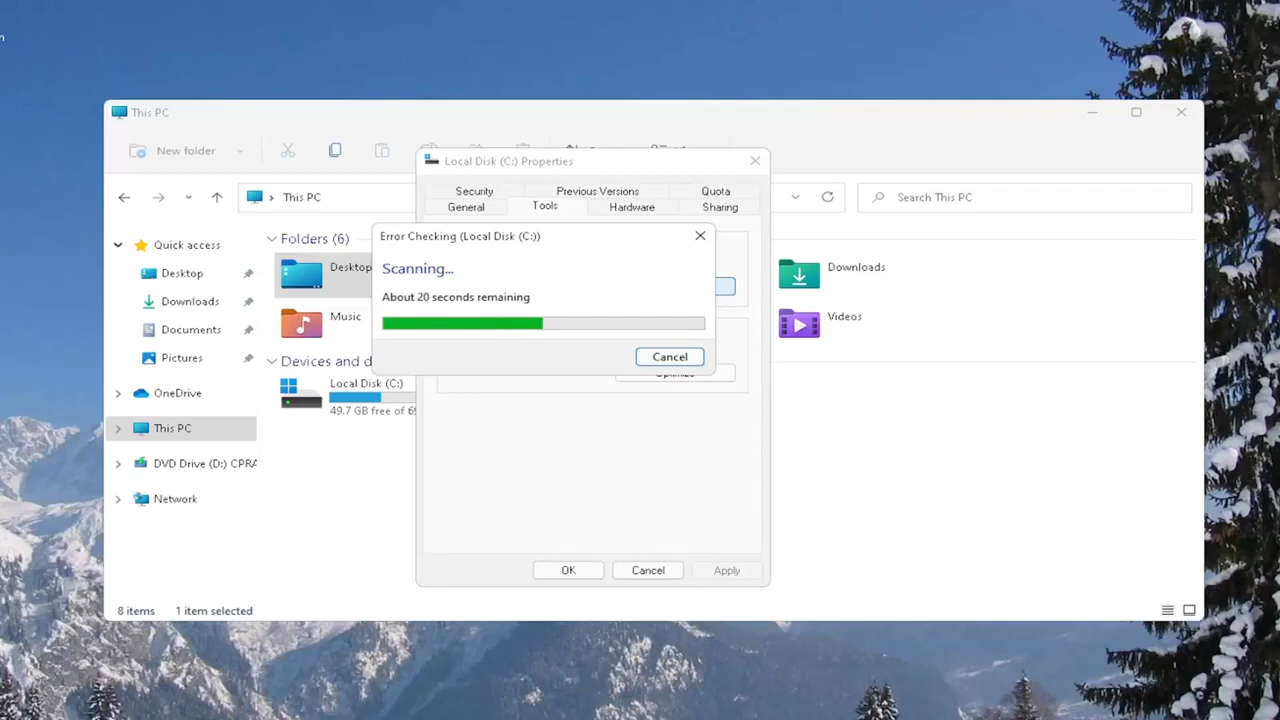 n
This PC
New folder
Local Disk (C:) Properties
This PC
Search This PC
Security
Previous Versions
Quota
General
Tools
Hardware
Sharing
Quick access
Desktop
Downloads
Documents
Pictures
OneDrive
This PC
DVD Drive (D:) CPRA
Network
Folders (6)
Desktop
Downloads
Music
Videos
Devices and d
Local Disk (C:)
49.7 GB free of 69
Error Checking (Local Disk (C:))
Scanning...
About 20 seconds remaining
Cancel
Optimize
OK
Cancel
Apply
8 items
1 item selected